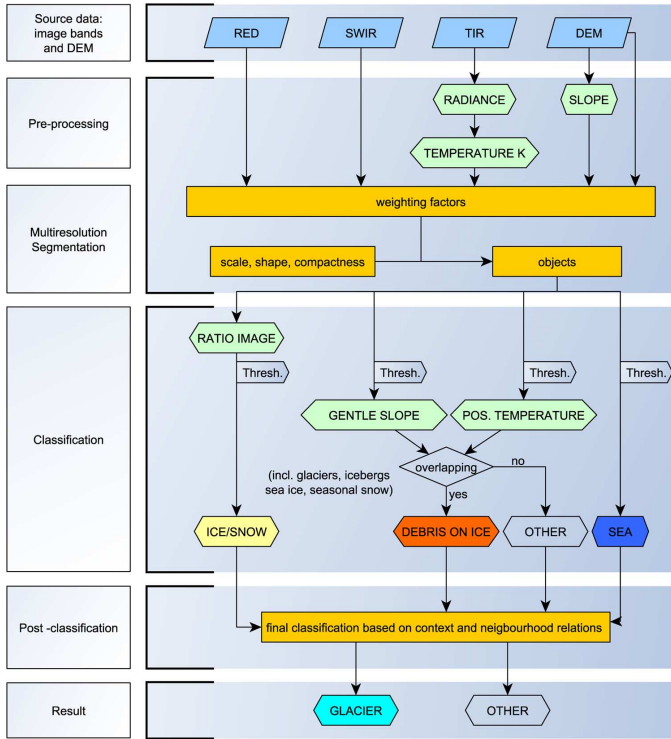 Source data:
image bands
and DEM
RED
SWIR
TIR
DEM
Pre-processing
RADIANCE
SLOPE
TEMPERATURE K
Multiresolution
Segmentation
weighting factors
scale, shape, compactness
objects
Classification
RATIO IMAGE
Thresh.
Thresh.
Thresh.
Thresh.
GENTLE SLOPE
POS. TEMPERATURE
overlapping
no
(incl. glaciers, icebergs
sea ice, seasonal snow)
yes
ICE/SNOW
DEBRIS ON ICE
OTHER
SEA
Post -classification
final classification based on context and neigbourhood relations
Result
GLACIER
OTHER